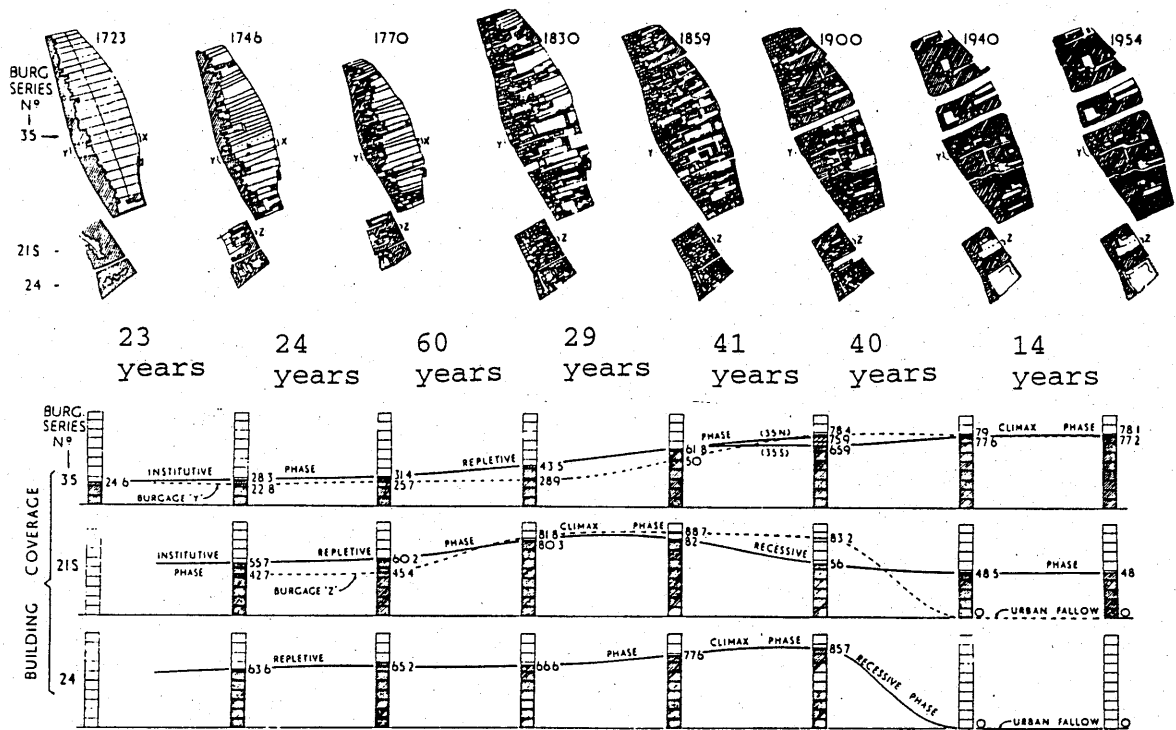 1723 1746 1770 1830 1859 1900 1940 1954
BURG.
SERIES
Nº
35
X X X
Y Y Y Y Y Y Y
21S
Z Z Z Z
24
23 years
24 years
60 years
29 years
41 years
40 years
14 years
BURG.
SERIES
Nº
BUILDING COVERAGE
35
24.6 INSTITUTIVE 28.3 PHASE 31.4 REPLETIVE 43.5 61.8 PHASE (35N) 78.4 79 CLIMAX PHASE 78.1
BURGAGE 'Y' 22.8 25.7 28.9 50 (35S) 75.9 77.6 77.2
65.9
21S
INSTITUTIVE 55.7 REPLETIVE 60.2 PHASE 81.8 CLIMAX PHASE 88.7 83.2
PHASE 42.7 BURGAGE 'Z' 45.4 80.3 82 RECESSIVE 56 48.5 PHASE 48
0 URBAN FALLOW 0
24
63.6 REPLETIVE 65.2 66.6 PHASE 77.6 CLIMAX PHASE 85.7 RECESSIVE PHASE
0 URBAN FALLOW 0